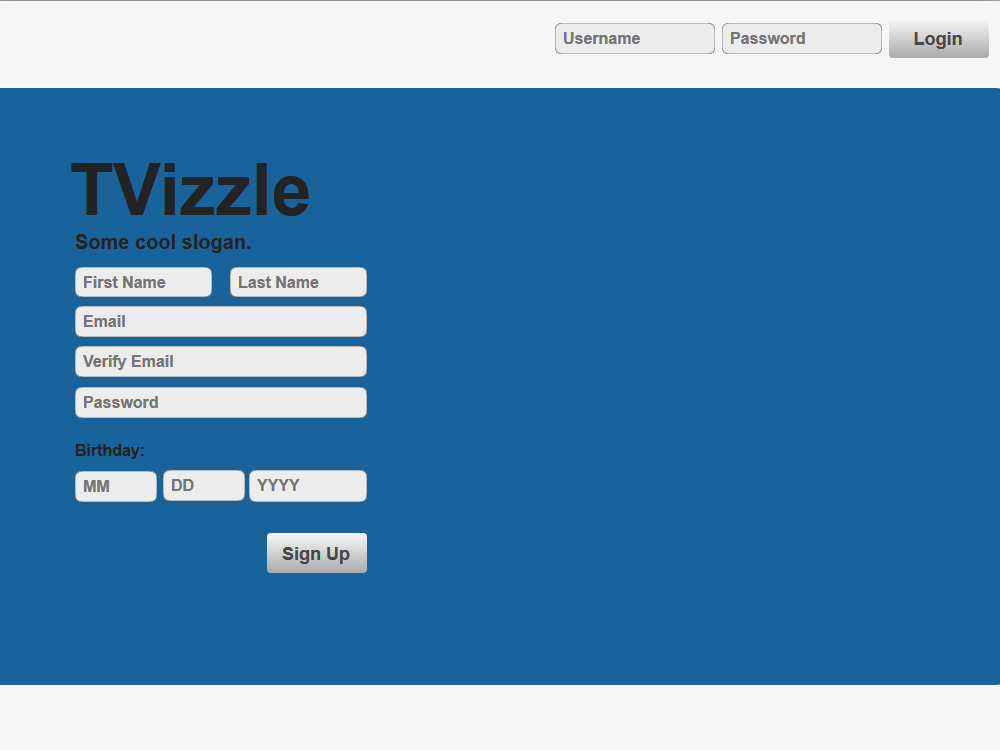 Username Password Login
TVizzle
Some cool slogan.
First Name Last Name
Email
Verify Email
Password
Birthday:
MM DD YYYY
Sign Up